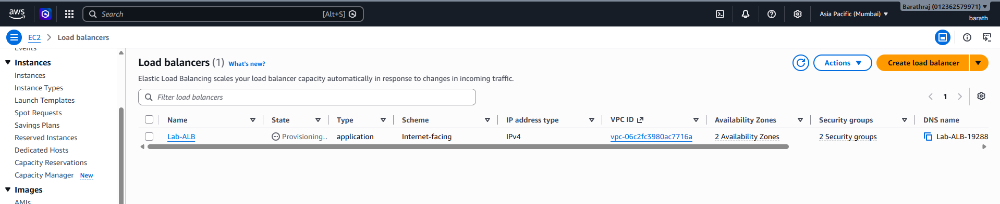 aws
Search [Alt+S]
Asia Pacific (Mumbai)
Barathraj (012362579971)
barath
EC2 Load balancers
Events
Instances
Instances
Instance Types
Launch Templates
Spot Requests
Savings Plans
Reserved Instances
Dedicated Hosts
Capacity Reservations
Capacity Manager New
Images
AMIs
Load balancers (1) What's new?
Actions
Create load balancer
Elastic Load Balancing scales your load balancer capacity automatically in response to changes in incoming traffic.
Filter load balancers
1
Name State Type Scheme IP address type VPC ID Availability Zones Security groups DNS name
Lab-ALB Provisioning.. application Internet-facing IPv4 vpc-06c2fc3980ac7716a 2 Availability Zones 2 Security groups Lab-ALB-19288